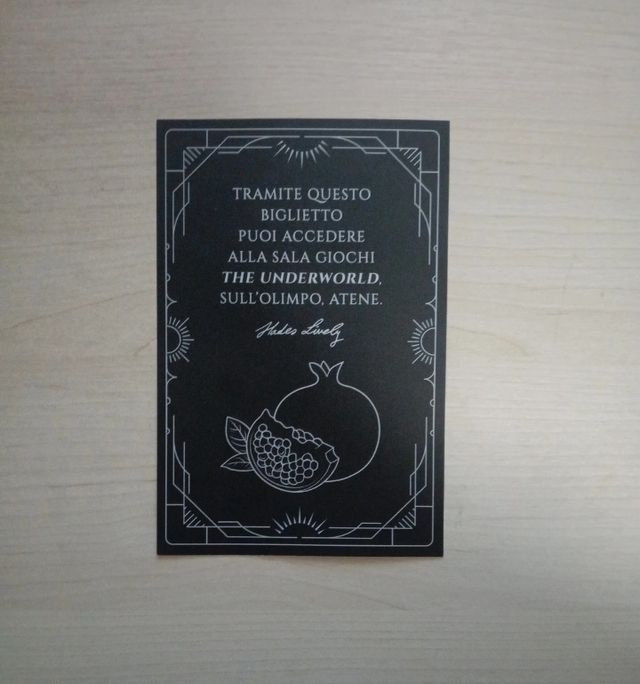 TRAMITE QUESTO
BIGLIETTO
PUOI ACCEDERE
ALLA SALA GIOCHI
THE UNDERWORLD,
SULL'OLIMPO, ATENE.
Hades Lively